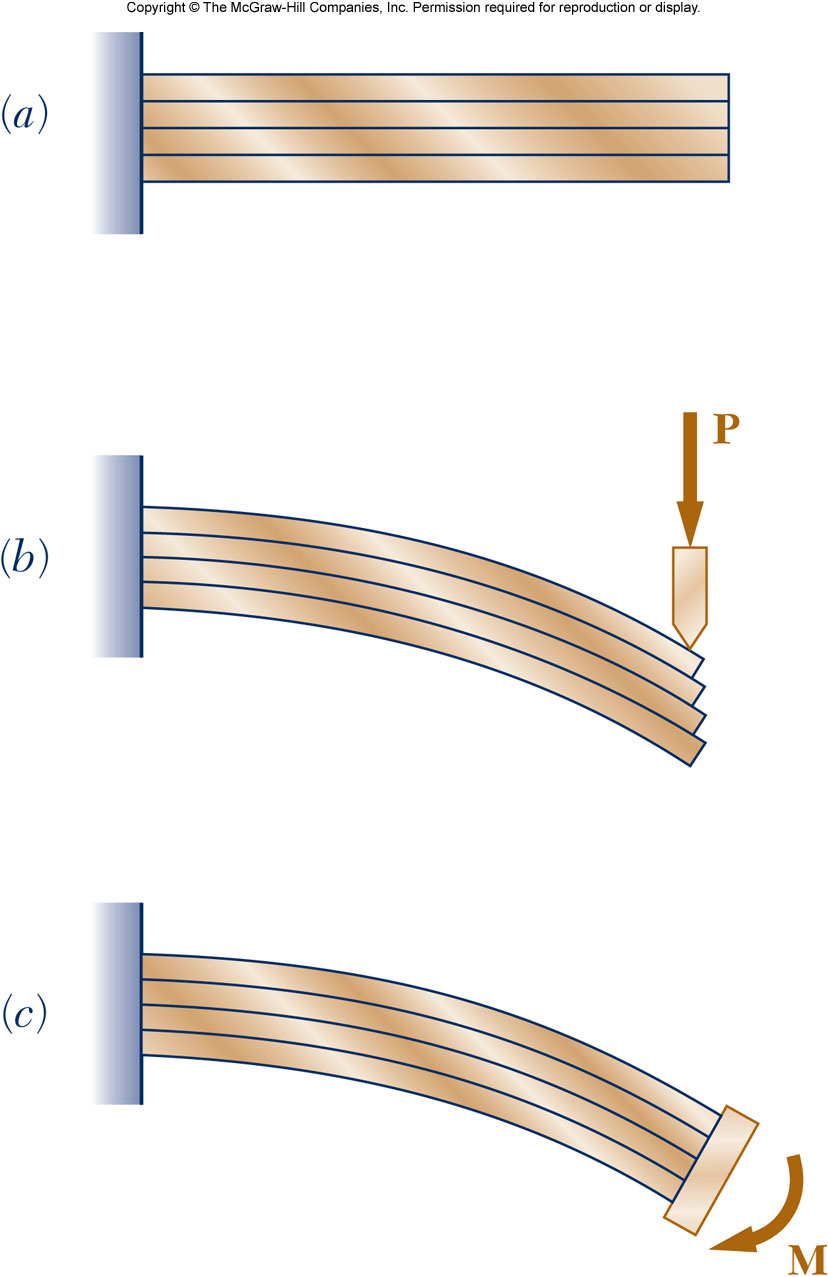 Copyright © The McGraw-Hill Companies, Inc. Permission required for reproduction or display.
(a)
P
(b)
(c)
M